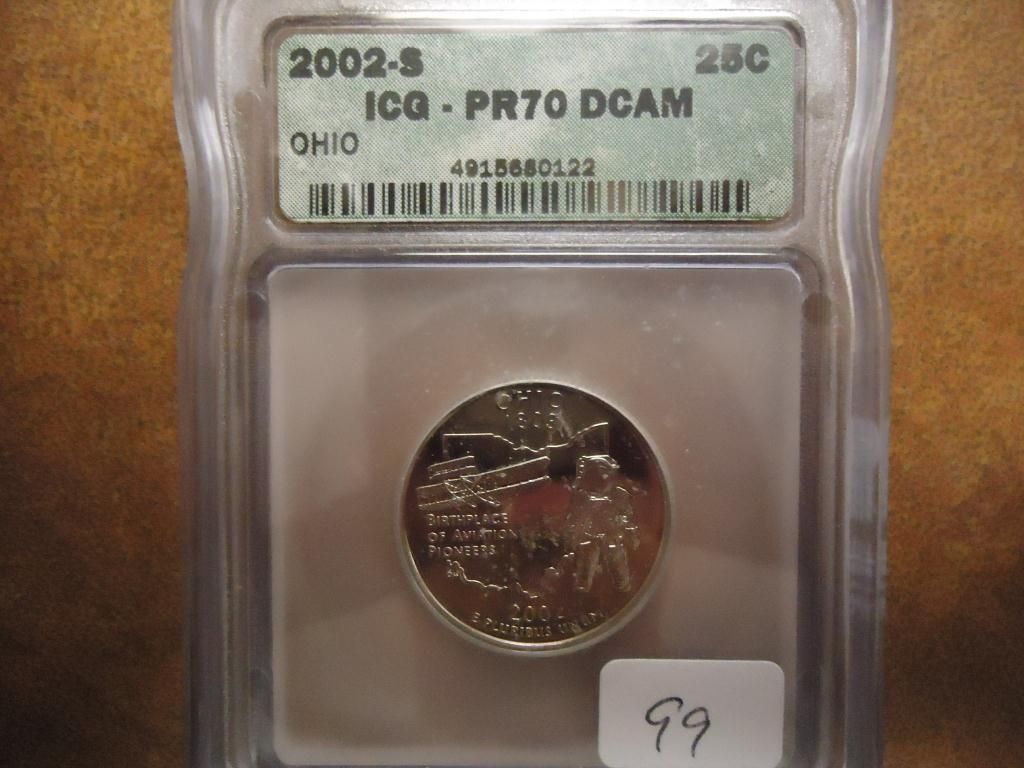 2002-S 25C
ICG - PR70 DCAM
OHIO
4915680122
OHIO
1803
BIRTHPLACE
OF AVIATION
PIONEERS
2002
E PLURIBUS UNUM
99